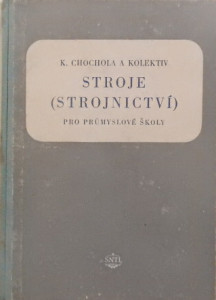 K. CHOCHOLA A KOLEKTIV
STROJE
(STROJNICTVÍ)
PRO PRŮMYSLOVÉ ŠKOLY
SNTL